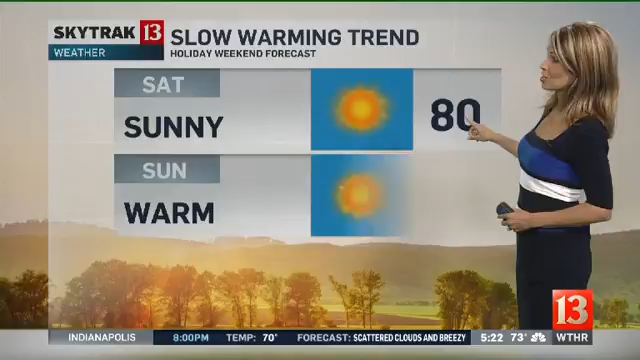 SKYTRAK 13
WEATHER
SLOW WARMING TREND
HOLIDAY WEEKEND FORECAST
SAT
SUNNY
80
SUN
WARM
13
INDIANAPOLIS 8:00PM TEMP: 70° FORECAST: SCATTERED CLOUDS AND BREEZY 5:22 73° WTHR